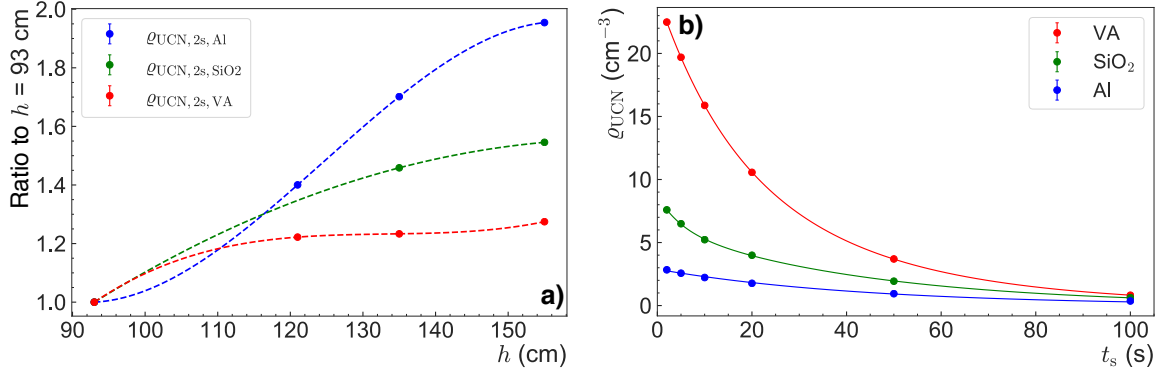 2.0
1.8
1.6
1.4
1.2
1.0
Ratio to h = 93 cm
ϱUCN, 2s, Al
ϱUCN, 2s, SiO2
ϱUCN, 2s, VA
a)
90 100 110 120 130 140 150
h (cm)
b)
20
15
10
5
0
ϱUCN (cm−3)
VA
SiO2
Al
0 20 40 60 80 100
ts (s)